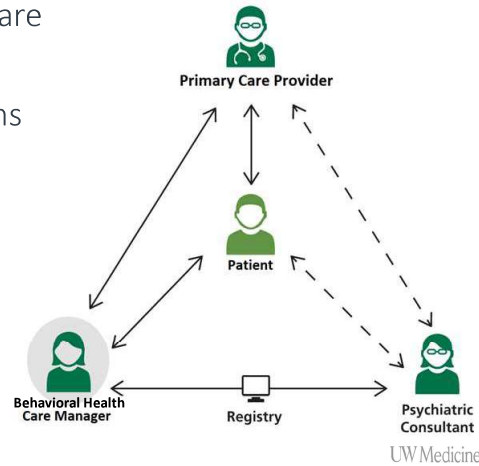 are
Primary Care Provider
ns
Patient
Behavioral Health
Care Manager
Registry
Psychiatric
Consultant
UW Medicine